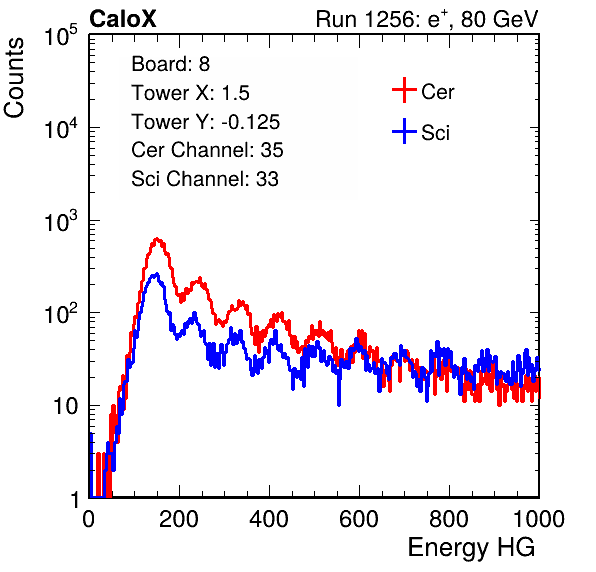 CaloX Run 1256: e⁺, 80 GeV
Counts
10⁵
10⁴
10³
10²
10
1
Board: 8
Tower X: 1.5
Tower Y: -0.125
Cer Channel: 35
Sci Channel: 33
Cer
Sci
0 200 400 600 800 1000
Energy HG